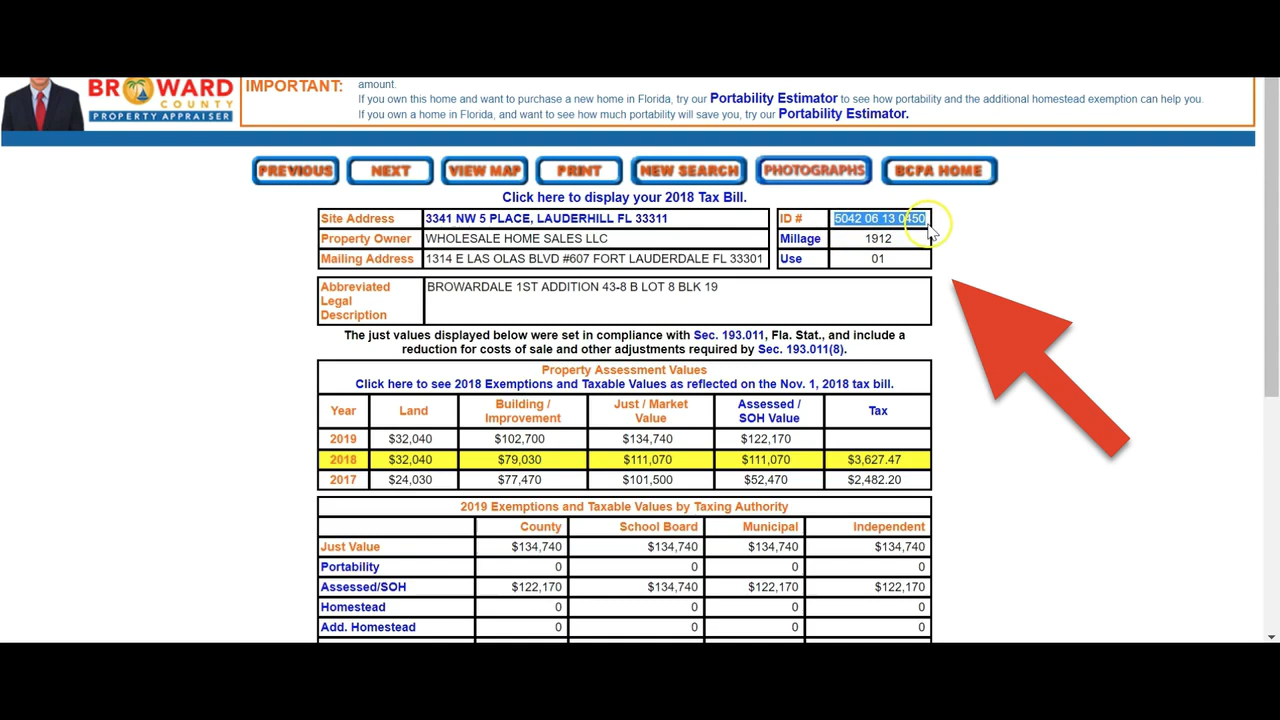 BROWARD
COUNTY
PROPERTY APPRAISER
IMPORTANT:
amount.
If you own this home and want to purchase a new home in Florida, try our Portability Estimator to see how portability and the additional homestead exemption can help you.
If you own a home in Florida, and want to see how much portability will save you, try our Portability Estimator.
PREVIOUS NEXT VIEW MAP PRINT NEW SEARCH PHOTOGRAPHS BCPA HOME
Click here to display your 2018 Tax Bill.
Site Address 3341 NW 5 PLACE, LAUDERHILL FL 33311 ID # 5042 06 13 0450
Property Owner WHOLESALE HOME SALES LLC Millage 1912
Mailing Address 1314 E LAS OLAS BLVD #607 FORT LAUDERDALE FL 33301 Use 01
Abbreviated BROWARDALE 1ST ADDITION 43-8 B LOT 8 BLK 19
Legal
Description
The just values displayed below were set in compliance with Sec. 193.011, Fla. Stat., and include a
reduction for costs of sale and other adjustments required by Sec. 193.011(8).
Property Assessment Values
Click here to see 2018 Exemptions and Taxable Values as reflected on the Nov. 1, 2018 tax bill.
Year Land Building / Improvement Just / Market Value Assessed / SOH Value Tax
2019 $32,040 $102,700 $134,740 $122,170
2018 $32,040 $79,030 $111,070 $111,070 $3,627.47
2017 $24,030 $77,470 $101,500 $52,470 $2,482.20
2019 Exemptions and Taxable Values by Taxing Authority
County School Board Municipal Independent
Just Value $134,740 $134,740 $134,740 $134,740
Portability 0 0 0 0
Assessed/SOH $122,170 $134,740 $122,170 $122,170
Homestead 0 0 0 0
Add. Homestead 0 0 0 0